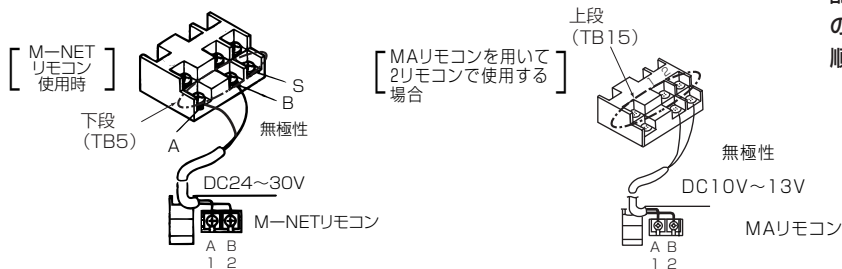 M―NET
リモコン
使用時
S
B
下段
(TB5)
A
無極性
DC24～30V
M―NETリモコン
A B
1 2
MAリモコンを用いて
2リモコンで使用する
場合
上段
(TB15)
無極性
DC10V～13V
MAリモコン
A B
1 2
の
順